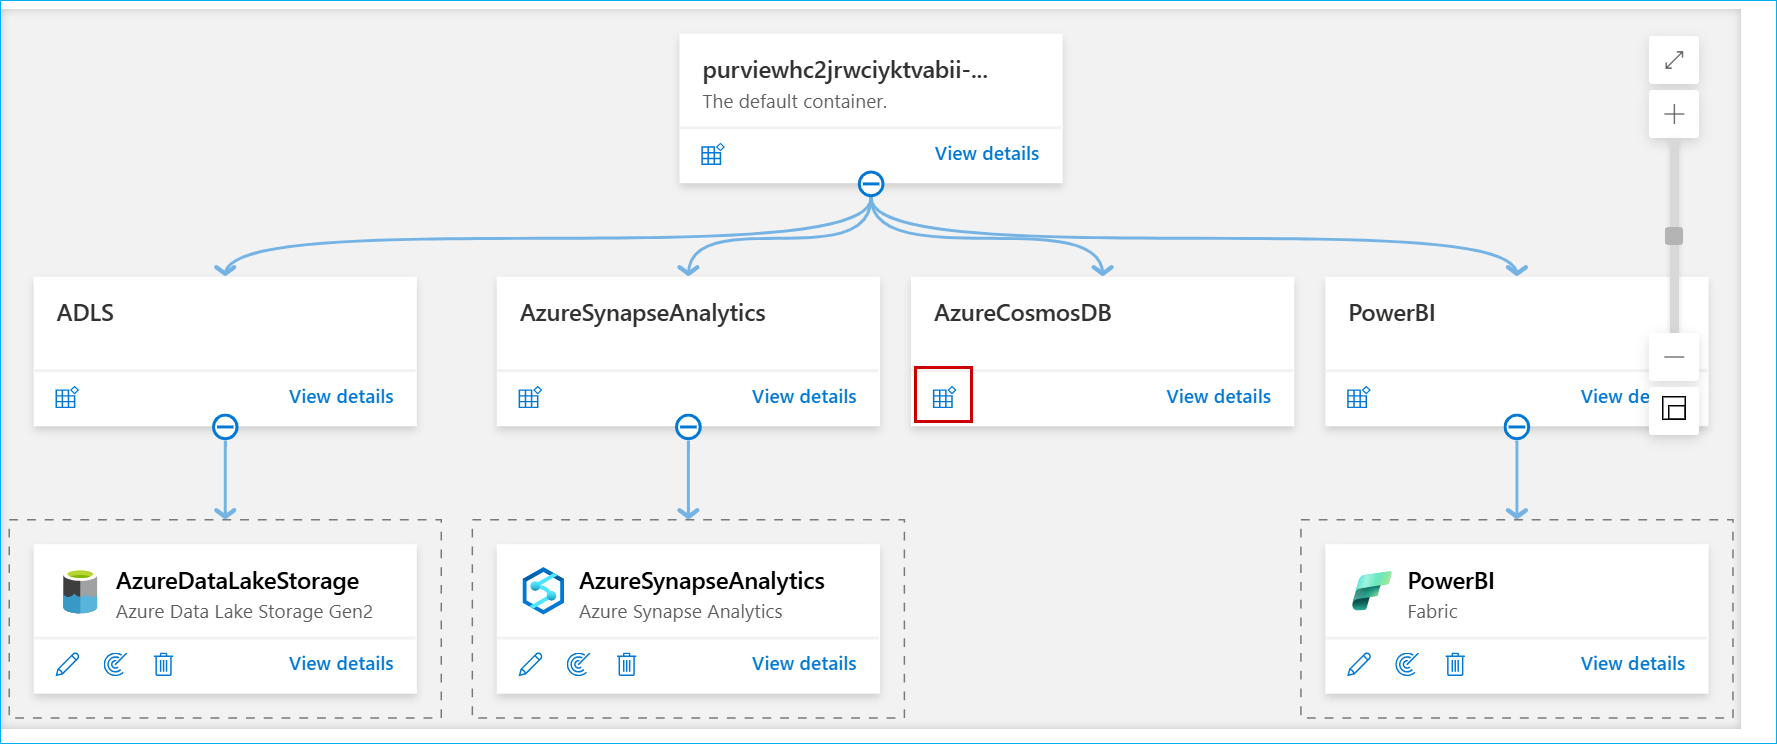 purviewhc2jrwciyktvabii-...
The default container.
View details
ADLS
View details
AzureSynapseAnalytics
View details
AzureCosmosDB
View details
PowerBI
View de
AzureDataLakeStorage
Azure Data Lake Storage Gen2
View details
AzureSynapseAnalytics
Azure Synapse Analytics
View details
PowerBI
Fabric
View details